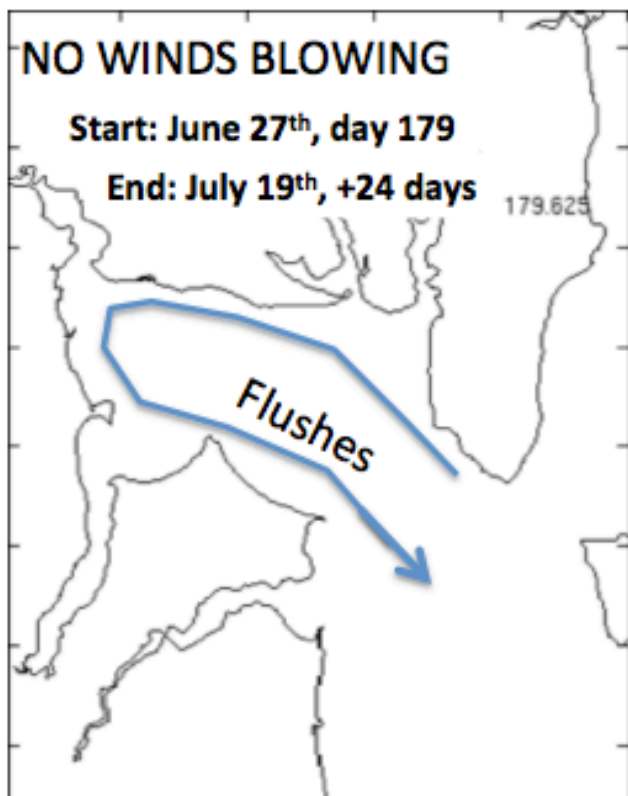 NO WINDS BLOWING
Start: June 27th, day 179
End: July 19th, +24 days
179.625
Flushes